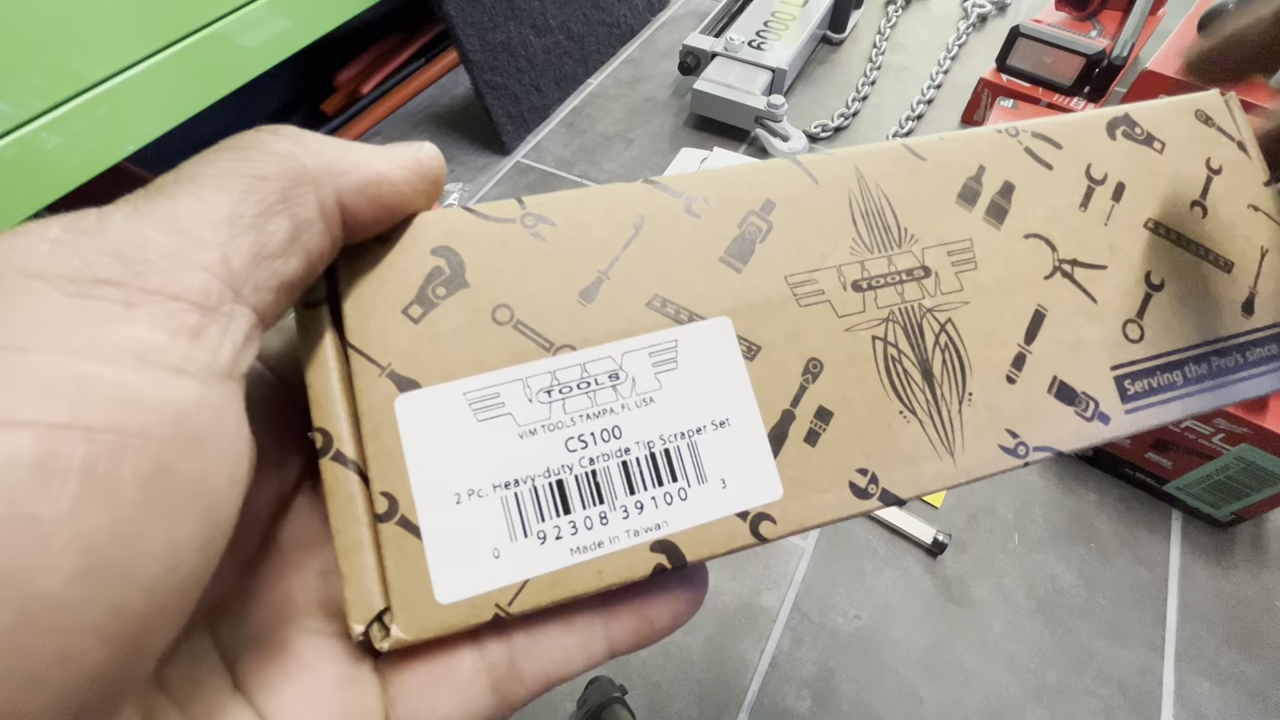 60001
VIM
TOOLS
Serving the Pro's since
VIM
TOOLS
VIM TOOLS TAMPA, FL USA
CS100
2 Pc. Heavy-duty Carbide Tip Scraper Set
0 92308 39100 3
Made in Taiwan